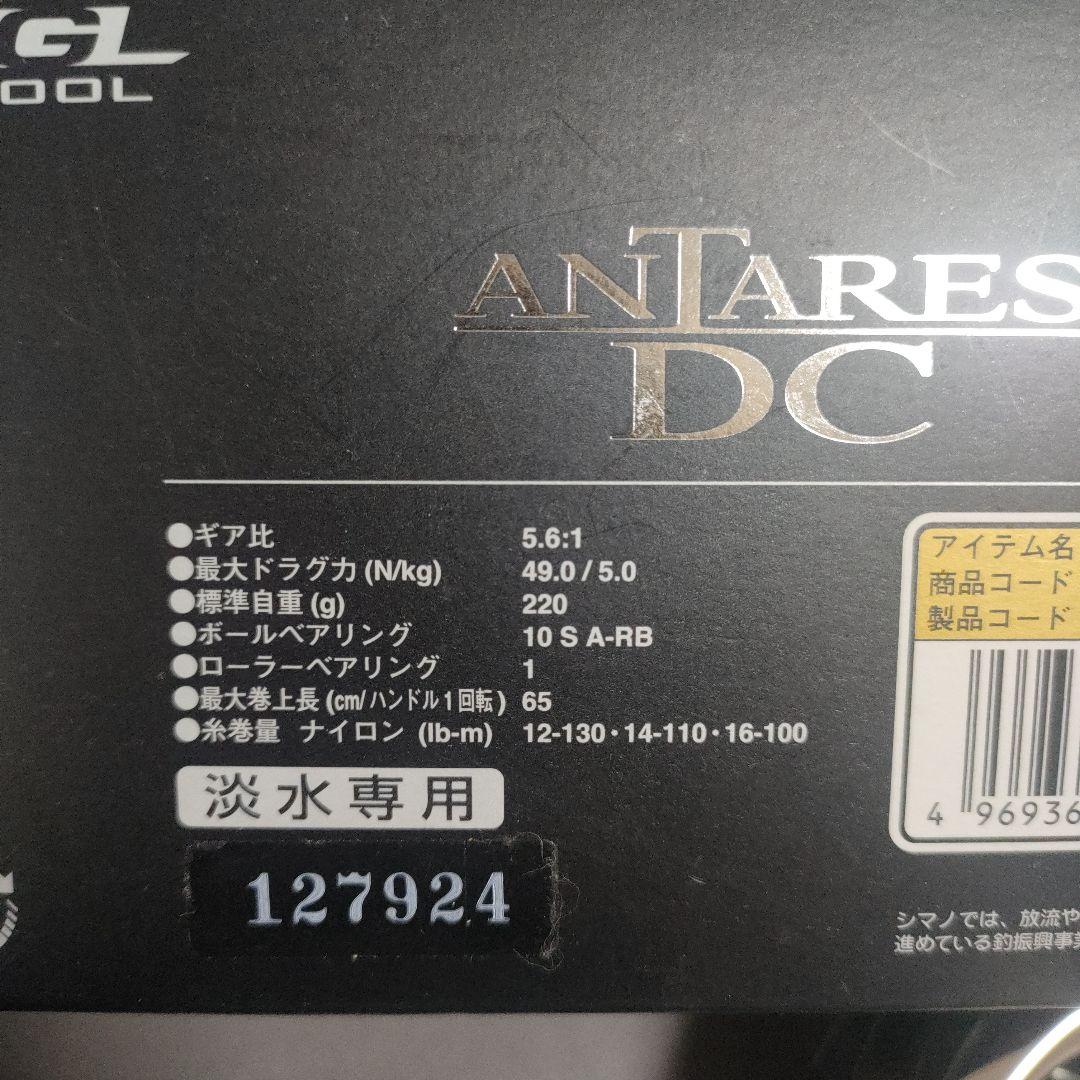 GL
OOL
ANTARES
DC
●ギア比 5.6:1
●最大ドラグ力 (N/kg) 49.0 / 5.0
●標準自重 (g) 220
●ボールベアリング 10 S A-RB
●ローラーベアリング 1
●最大巻上長 (cm/ハンドル1回転) 65
●糸巻量 ナイロン (lb-m) 12-130・14-110・16-100
淡水専用
127924
アイテム名
商品コード
製品コード
4 96936
シマノでは、放流や
進めている釣振興事業